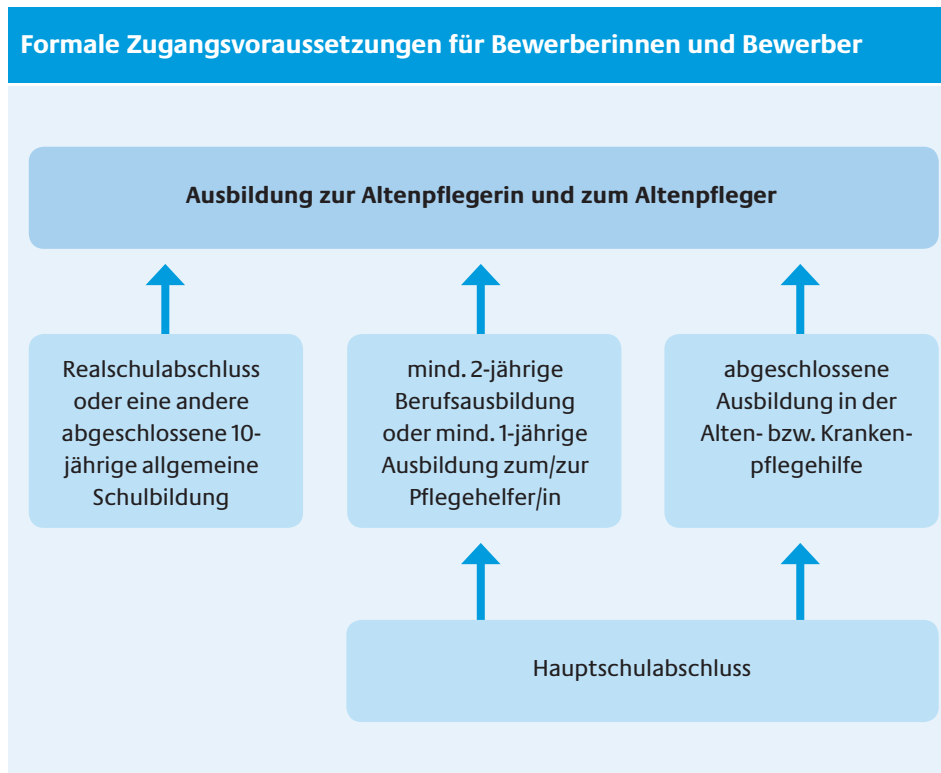 Formale Zugangsvoraussetzungen für Bewerberinnen und Bewerber
Ausbildung zur Altenpflegerin und zum Altenpfleger
Realschulabschluss
oder eine andere
abgeschlossene 10-
jährige allgemeine
Schulbildung
mind. 2-jährige
Berufsausbildung
oder mind. 1-jährige
Ausbildung zum/zur
Pflegehelfer/in
abgeschlossene
Ausbildung in der
Alten- bzw. Kranken-
pflegehilfe
Hauptschulabschluss